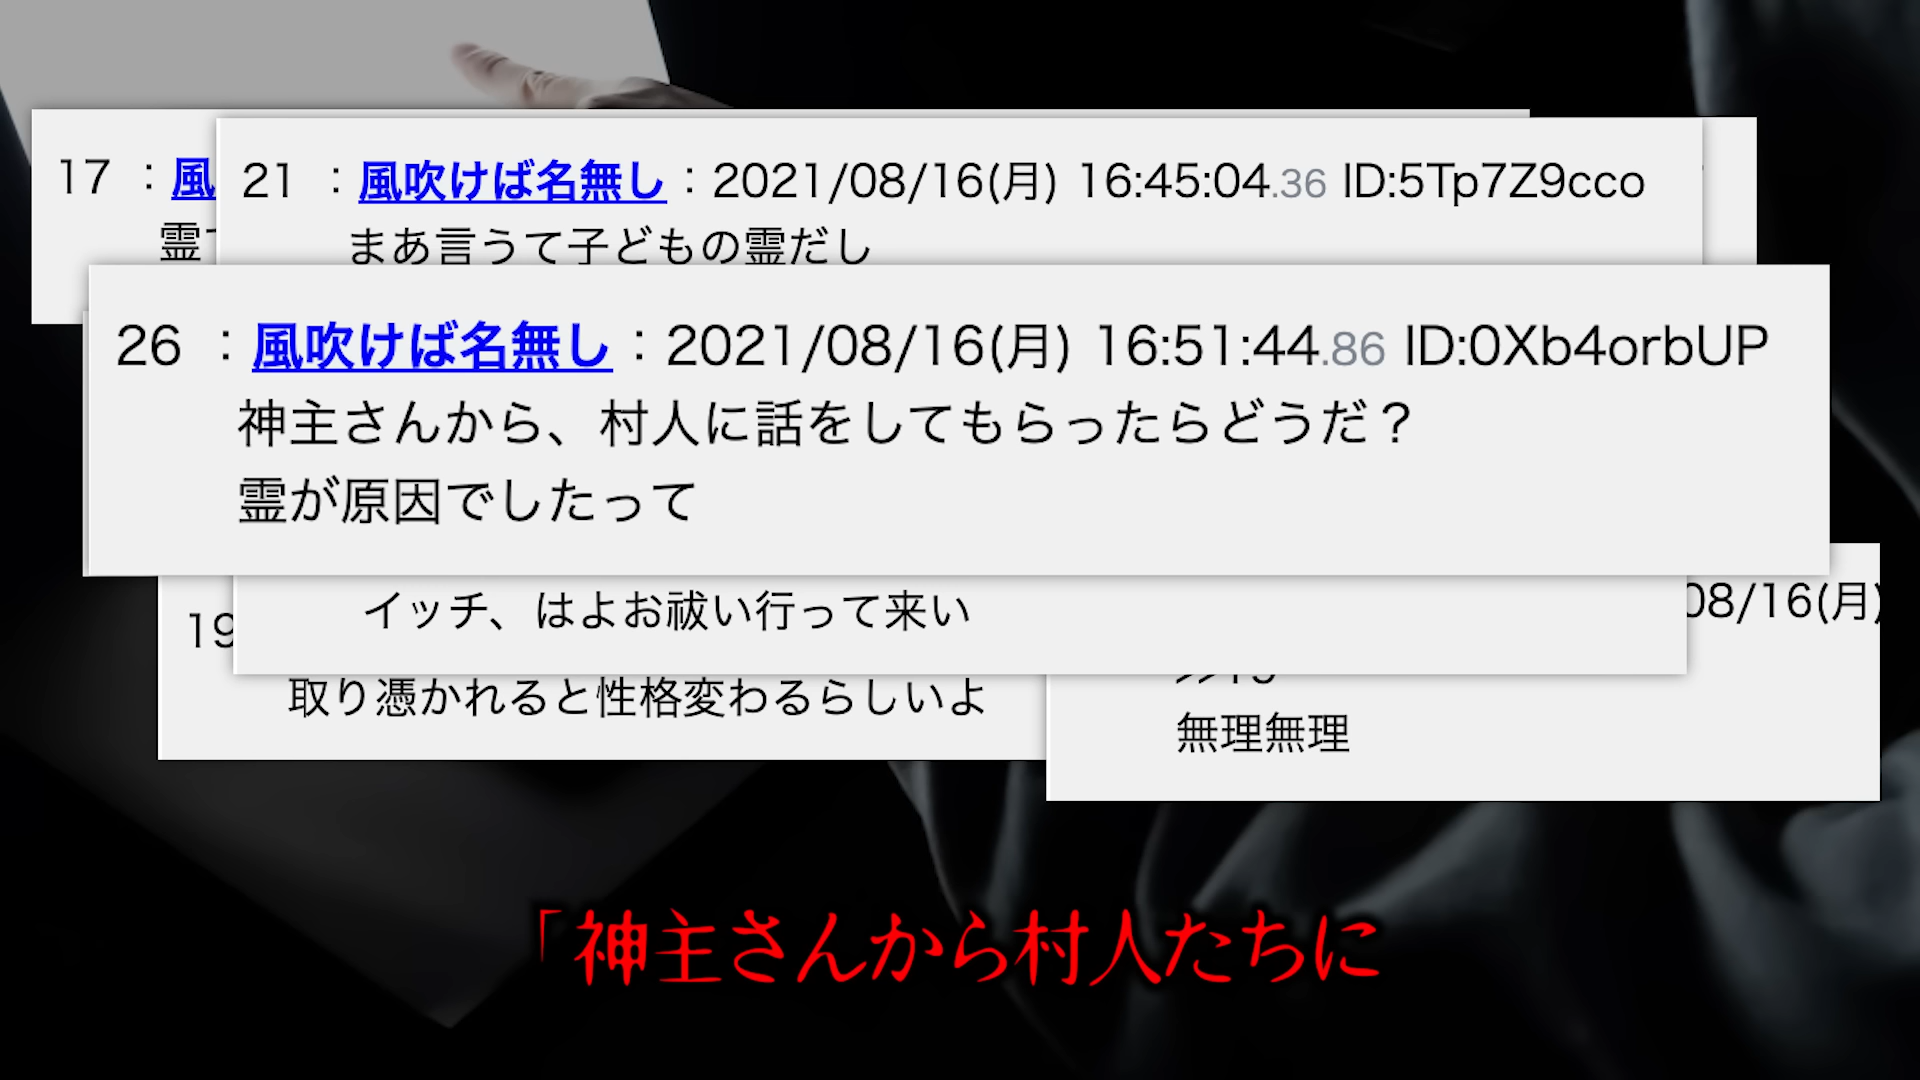 17 ：風
霊
21 ：風吹けば名無し：2021/08/16(月) 16:45:04.36 ID:5Tp7Z9cco
まあ言うて子どもの霊だし
26 ：風吹けば名無し：2021/08/16(月) 16:51:44.86 ID:0Xb4orbUP
神主さんから、村人に話をしてもらったらどうだ？
霊が原因でしたって
イッチ、はよお祓い行って来い
08/16(月)
19
取り憑かれると性格変わるらしいよ
無理無理
「神主さんから村人たちに